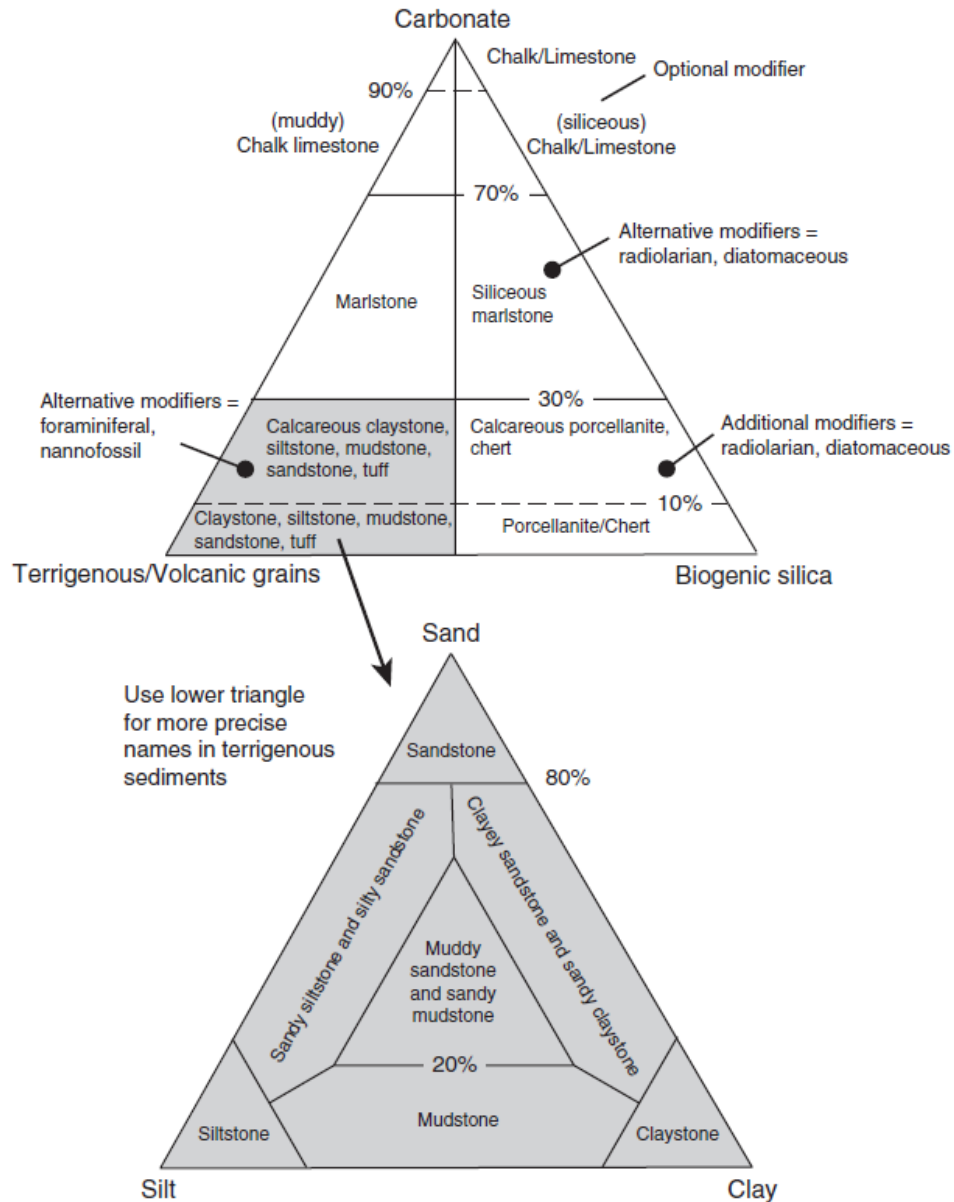 Carbonate
Chalk/Limestone
Optional modifier
90%
(muddy)
Chalk limestone
(siliceous)
Chalk/Limestone
70%
Alternative modifiers =
radiolarian, diatomaceous
Marlstone
Siliceous
marlstone
Alternative modifiers =
foraminiferal,
nannofossil
30%
Calcareous claystone,
siltstone, mudstone,
sandstone, tuff
Calcareous porcellanite,
chert
Additional modifiers =
radiolarian, diatomaceous
10%
Claystone, siltstone, mudstone,
sandstone, tuff
Porcellanite/Chert
Terrigenous/Volcanic grains
Biogenic silica
Sand
Use lower triangle
for more precise
names in terrigenous
sediments
Sandstone
80%
Sandy siltstone and silty sandstone
Clayey sandstone and sandy claystone
Muddy
sandstone
and sandy
mudstone
20%
Siltstone
Mudstone
Claystone
Silt
Clay